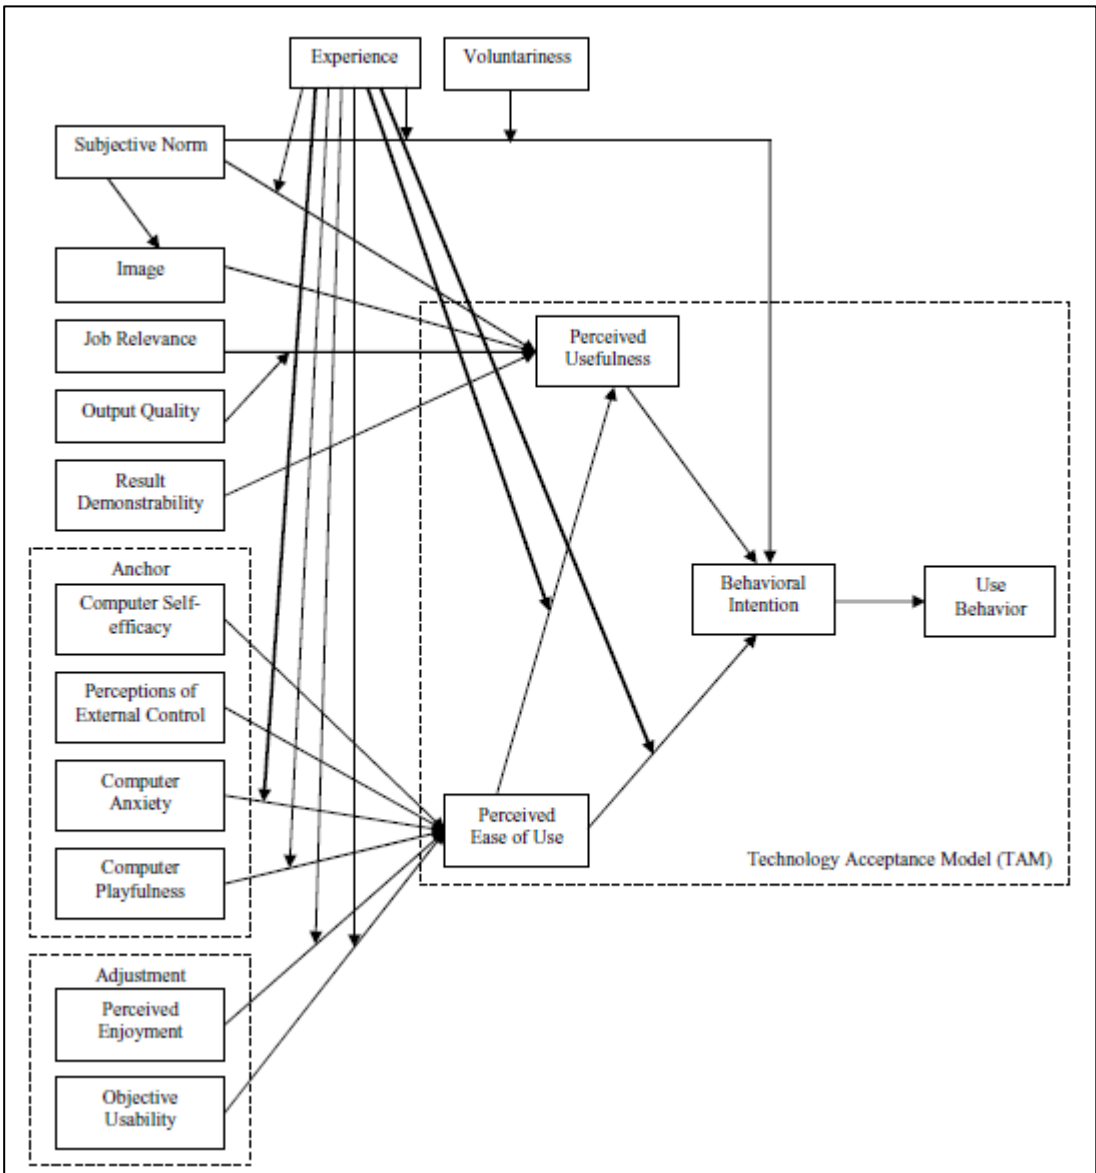 Experience
Voluntariness
Subjective Norm
Image
Job Relevance
Output Quality
Result
Demonstrability
Perceived
Usefulness
Anchor
Computer Self-
efficacy
Perceptions of
External Control
Computer
Anxiety
Computer
Playfulness
Behavioral
Intention
Use
Behavior
Perceived
Ease of Use
Technology Acceptance Model (TAM)
Adjustment
Perceived
Enjoyment
Objective
Usability